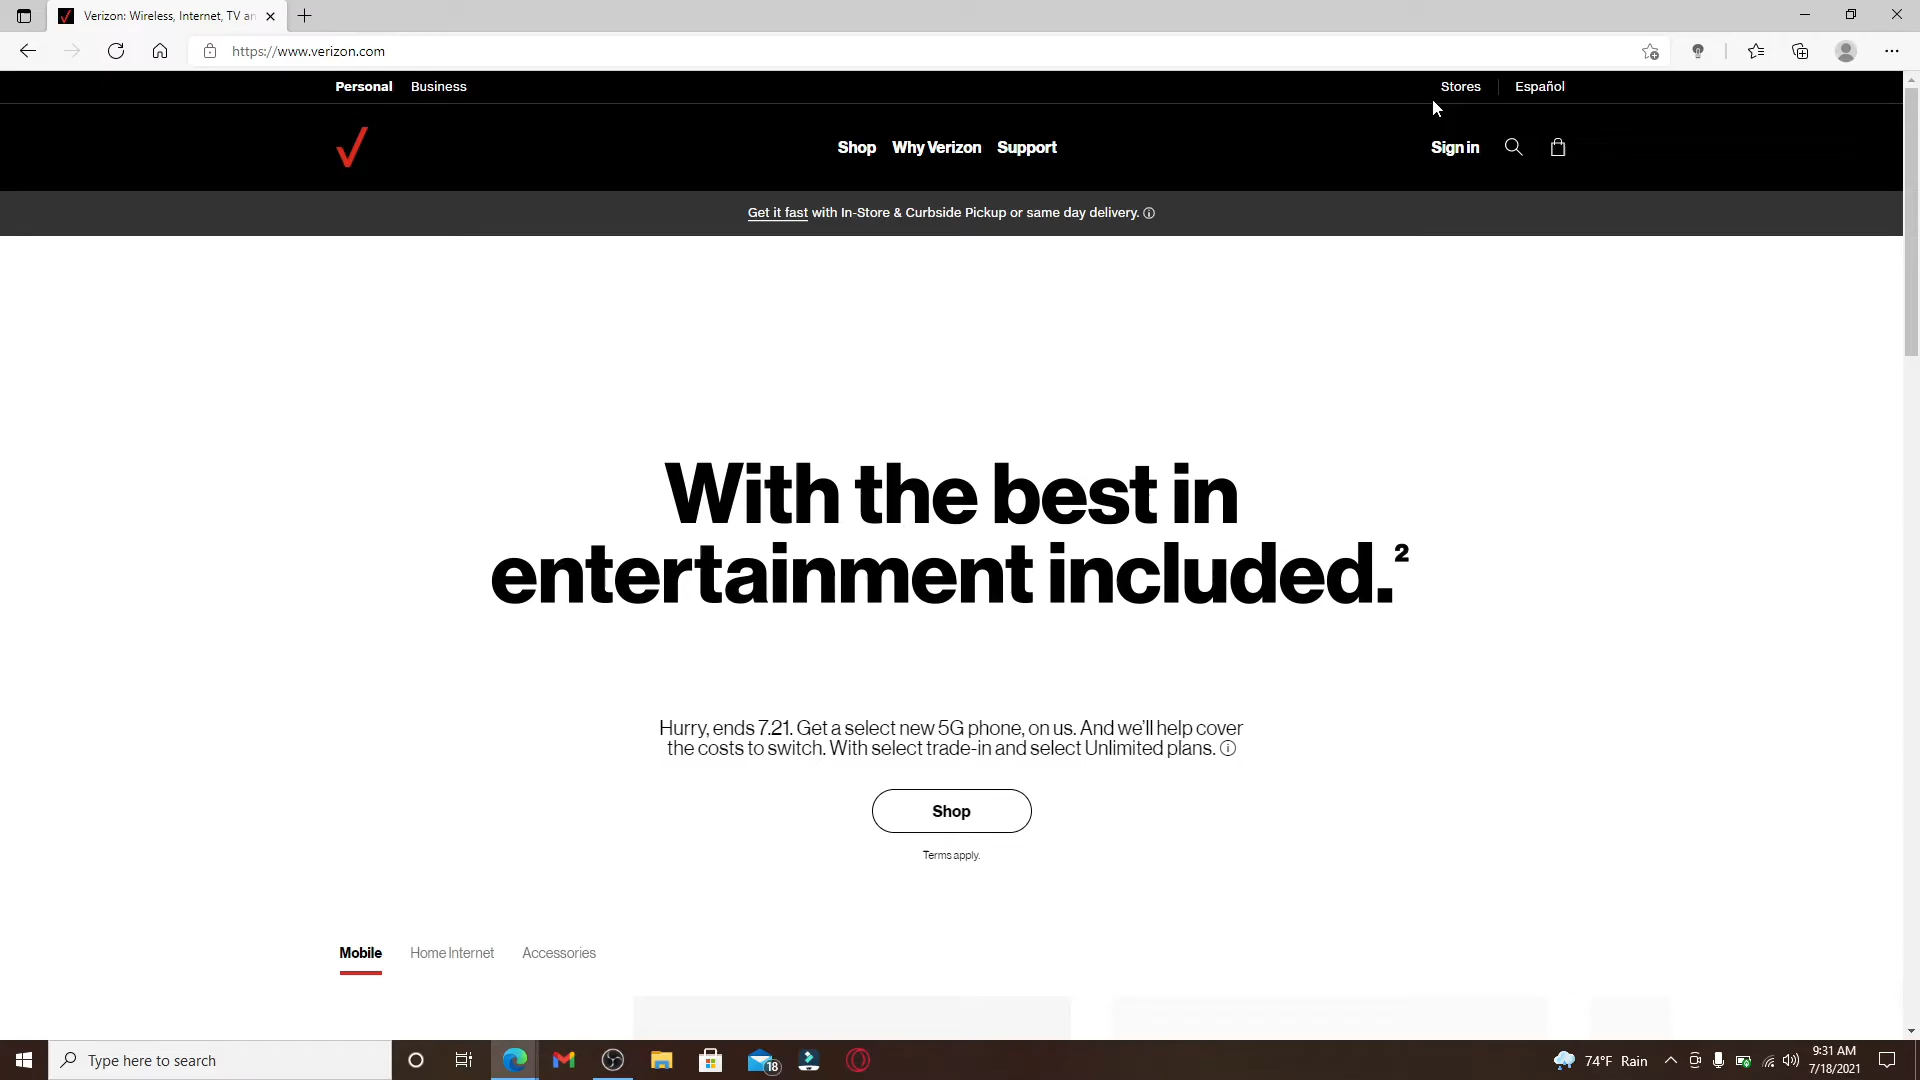 Verizon: Wireless, Internet, TV an
https://www.verizon.com
Personal Business Stores Español
Shop Why Verizon Support Sign in
Get it fast with In-Store & Curbside Pickup or same day delivery.
With the best in
entertainment included.²
Hurry, ends 7.21. Get a select new 5G phone, on us. And we'll help cover
the costs to switch. With select trade-in and select Unlimited plans.
Shop
Terms apply.
Mobile Home Internet Accessories
Type here to search
18
74°F Rain
9:31 AM
7/18/2021